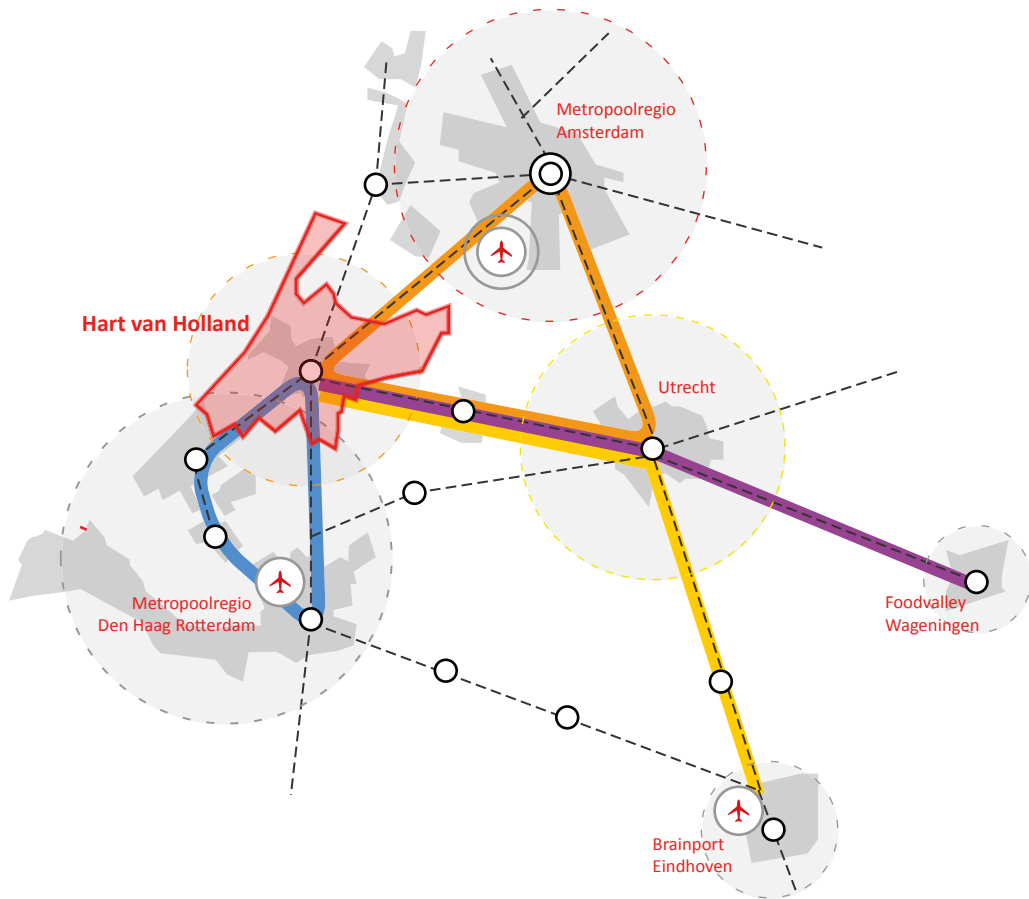 Metropoolregio
Amsterdam
Hart van Holland
Utrecht
Metropoolregio
Den Haag Rotterdam
Foodvalley
Wageningen
Brainport
Eindhoven